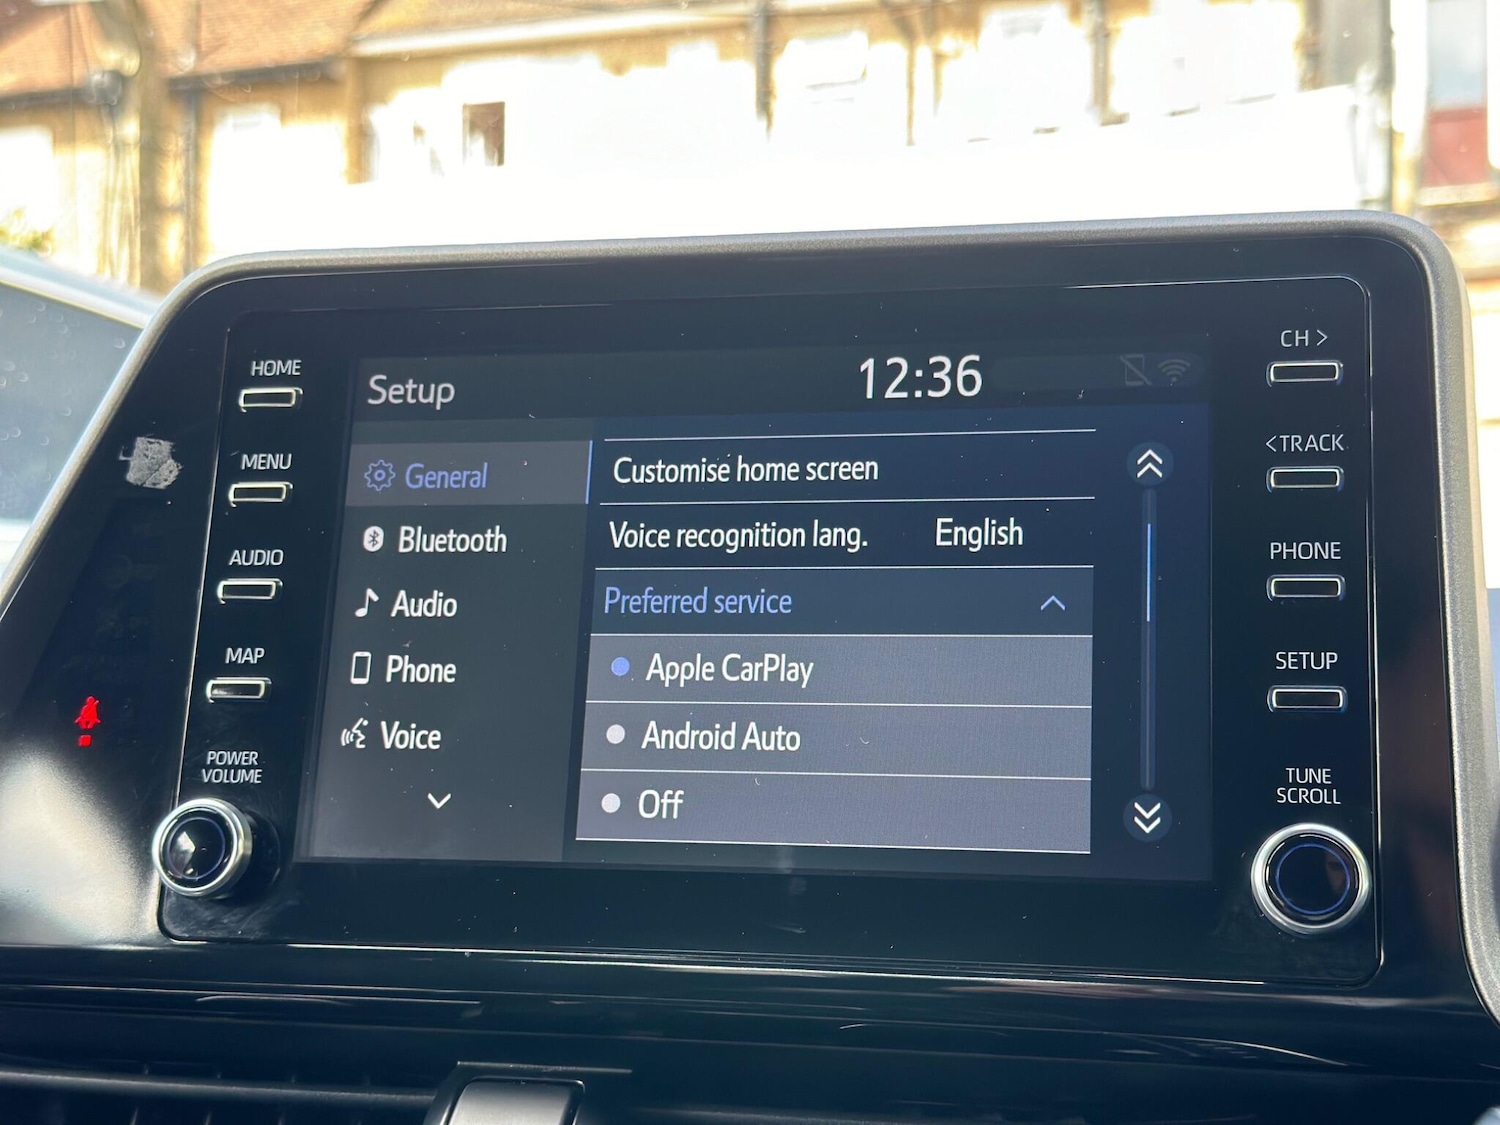 HOME
MENU
AUDIO
MAP
POWER
VOLUME
Setup
12:36
General
Bluetooth
Audio
Phone
Voice
Customise home screen
Voice recognition lang. English
Preferred service
Apple CarPlay
Android Auto
Off
CH >
<TRACK
PHONE
SETUP
TUNE
SCROLL